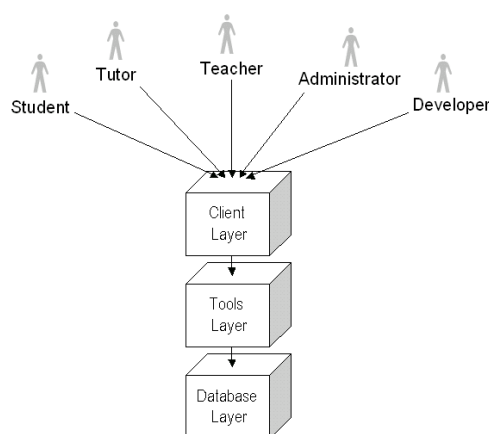 Student
Tutor
Teacher
Administrator
Developer
Client
Layer
Tools
Layer
Database
Layer